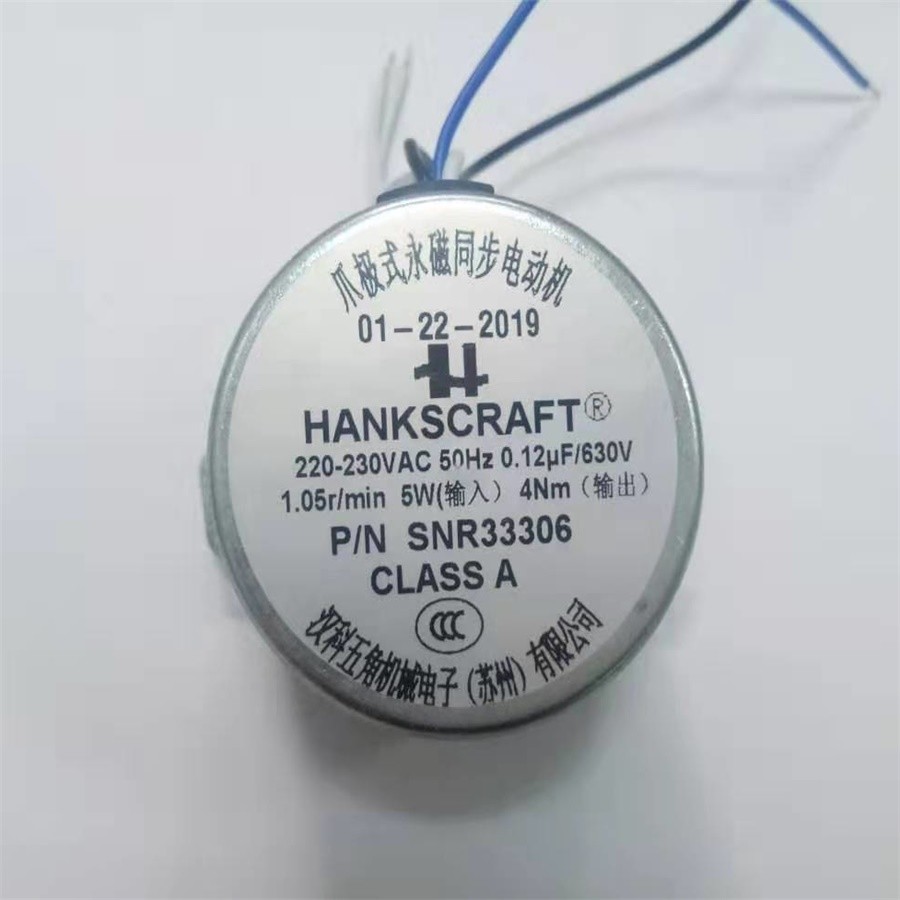 爪极式永磁同步电动机
01-22-2019
HANKSCRAFT®
220-230VAC 50Hz 0.12µF/630V
1.05r/min 5W(输入） 4Nm（输出）
P/N SNR33306
CLASS A
CCC
汉科五角机械电子（苏州）有限公司